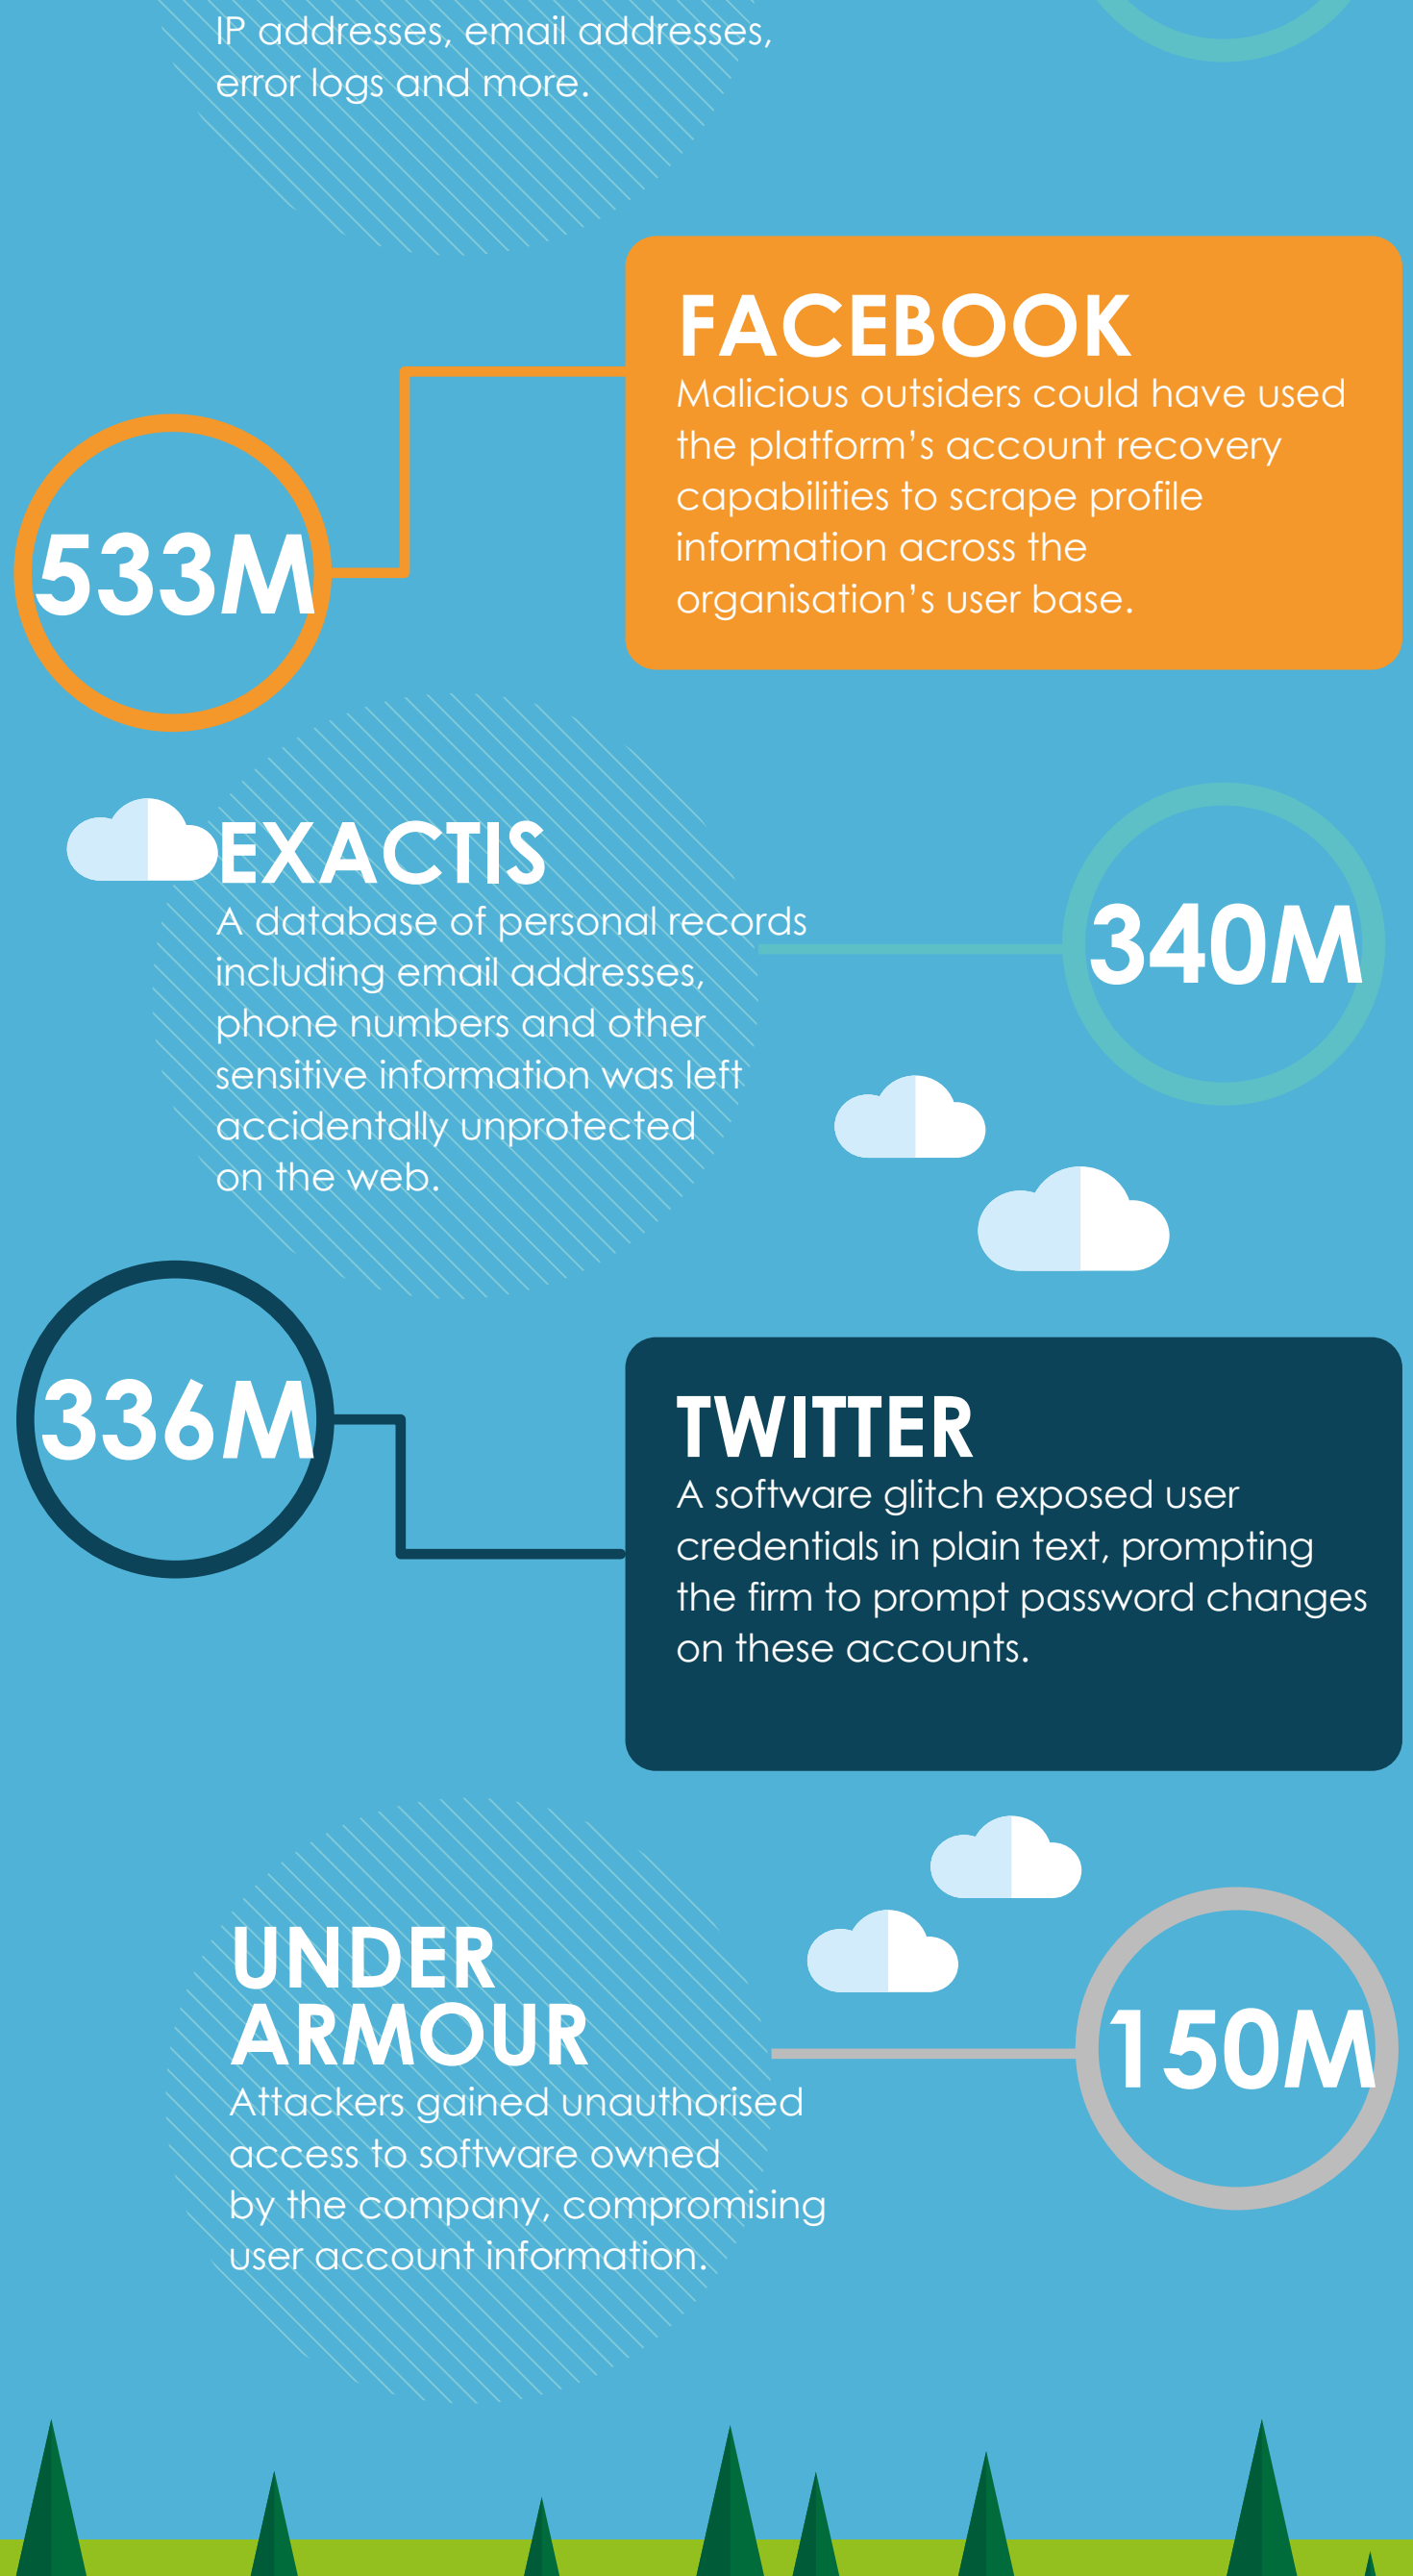 IP addresses, email addresses,
error logs and more.
FACEBOOK
Malicious outsiders could have used
the platform’s account recovery
capabilities to scrape profile
information across the
organisation’s user base.
533M
EXACTIS
A database of personal records
including email addresses,
phone numbers and other
sensitive information was left
accidentally unprotected
on the web.
340M
336M
TWITTER
A software glitch exposed user
credentials in plain text, prompting
the firm to prompt password changes
on these accounts.
UNDER
ARMOUR
Attackers gained unauthorised
access to software owned
by the company, compromising
user account information.
150M